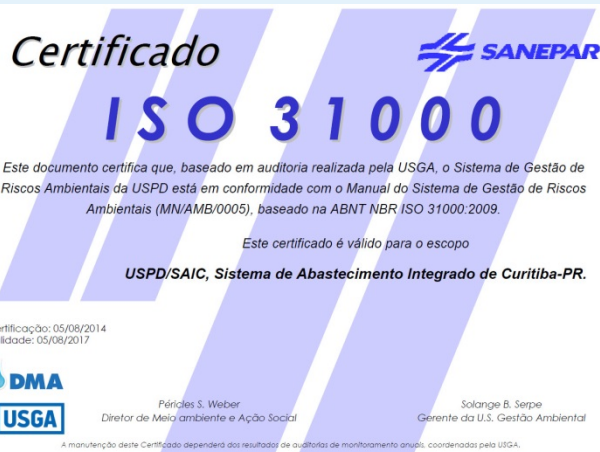 Certificado
SANEPAR
ISO 31000
Este documento certifica que, baseado em auditoria realizada pela USGA, o Sistema de Gestão de
Riscos Ambientais da USPD está em conformidade com o Manual do Sistema de Gestão de Riscos
Ambientais (MN/AMB/0005), baseado na ABNT NBR ISO 31000:2009.
Este certificado é válido para o escopo
USPD/SAIC, Sistema de Abastecimento Integrado de Curitiba-PR.
ertificação: 05/08/2014
lidade: 05/08/2017
DMA
USGA
Péricles S. Weber
Diretor de Meio ambiente e Ação Social
Solange B. Serpe
Gerente da U.S. Gestão Ambiental
A manutenção deste Certificado dependerá dos resultados de auditorias de monitoramento anuais, coordenadas pela USGA.